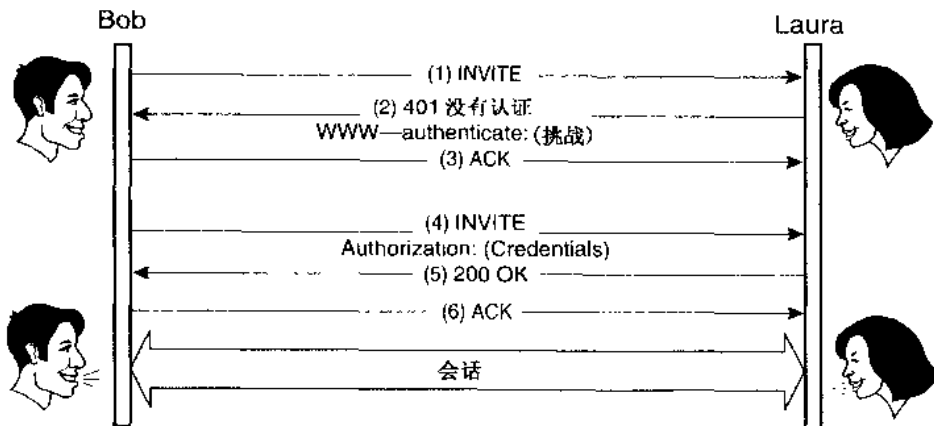 Bob
Laura
(1) INVITE
(2) 401 没有认证
WWW—authenticate: (挑战)
(3) ACK
(4) INVITE
Authorization: (Credentials)
(5) 200 OK
(6) ACK
会话